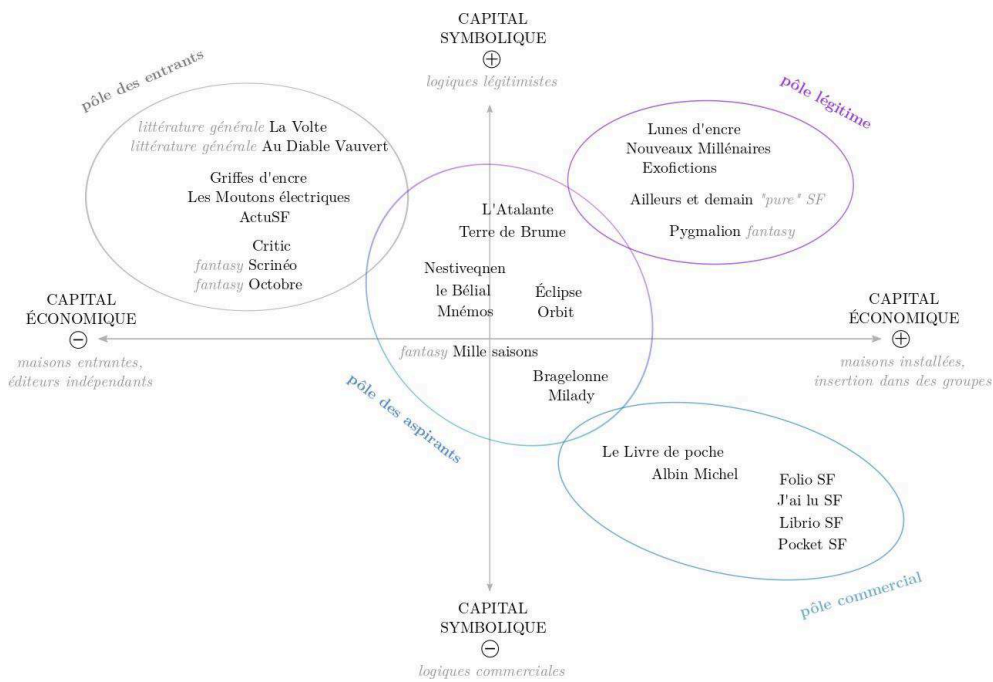 CAPITAL
SYMBOLIQUE
+
logiques légitimistes
pôle des entrants
littérature générale La Volte
littérature générale Au Diable Vauvert
Griffes d'encre
Les Moutons électriques
ActuSF
Critic
fantasy Scrinéo
fantasy Octobre
pôle légitime
Lunes d'encre
Nouveaux Millénaires
Exofictions
Ailleurs et demain "pure" SF
Pygmalion fantasy
L'Atalante
Terre de Brume
Nestiveqnen
le Bélial
Mnémos
Éclipse
Orbit
fantasy Mille saisons
Bragelonne
Milady
pôle des aspirants
CAPITAL
ÉCONOMIQUE
−
maisons entrantes,
éditeurs indépendants
CAPITAL
ÉCONOMIQUE
+
maisons installées,
insertion dans des groupes
Le Livre de poche
Albin Michel
Folio SF
J'ai lu SF
Librio SF
Pocket SF
pôle commercial
CAPITAL
SYMBOLIQUE
−
logiques commerciales